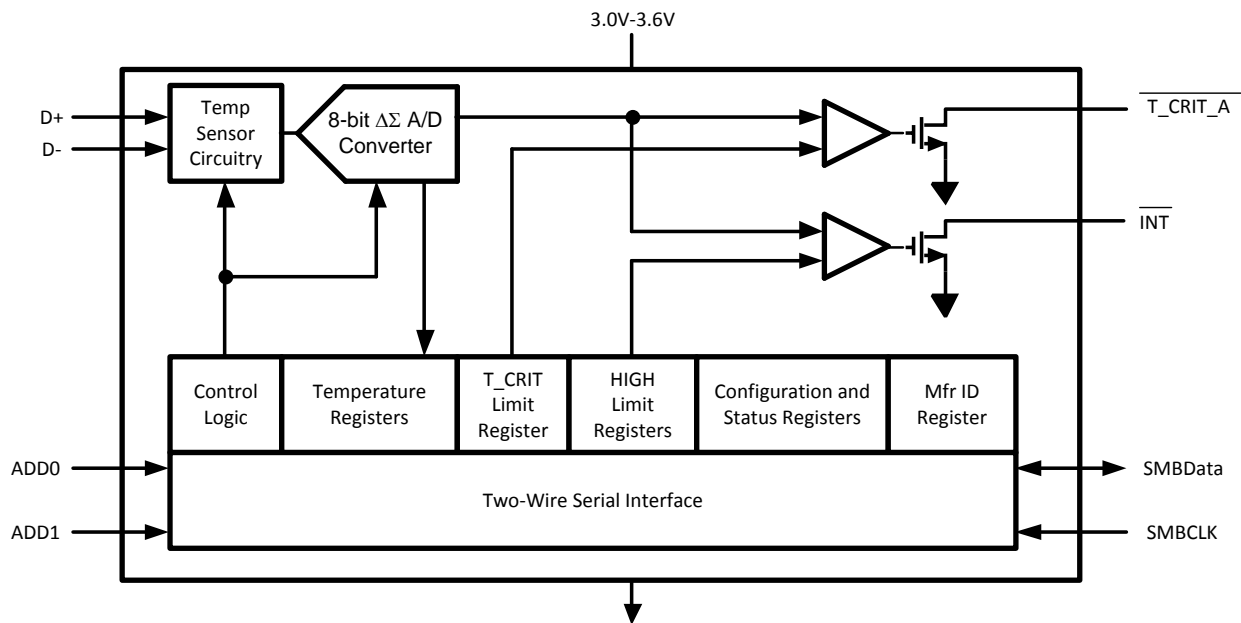 3.0V-3.6V
D+
D-
Temp
Sensor
Circuitry
8-bit ΔΣ A/D
Converter
T_CRIT_A
INT
Control
Logic
Temperature
Registers
T_CRIT
Limit
Register
HIGH
Limit
Registers
Configuration and
Status Registers
Mfr ID
Register
ADD0
ADD1
Two-Wire Serial Interface
SMBData
SMBCLK